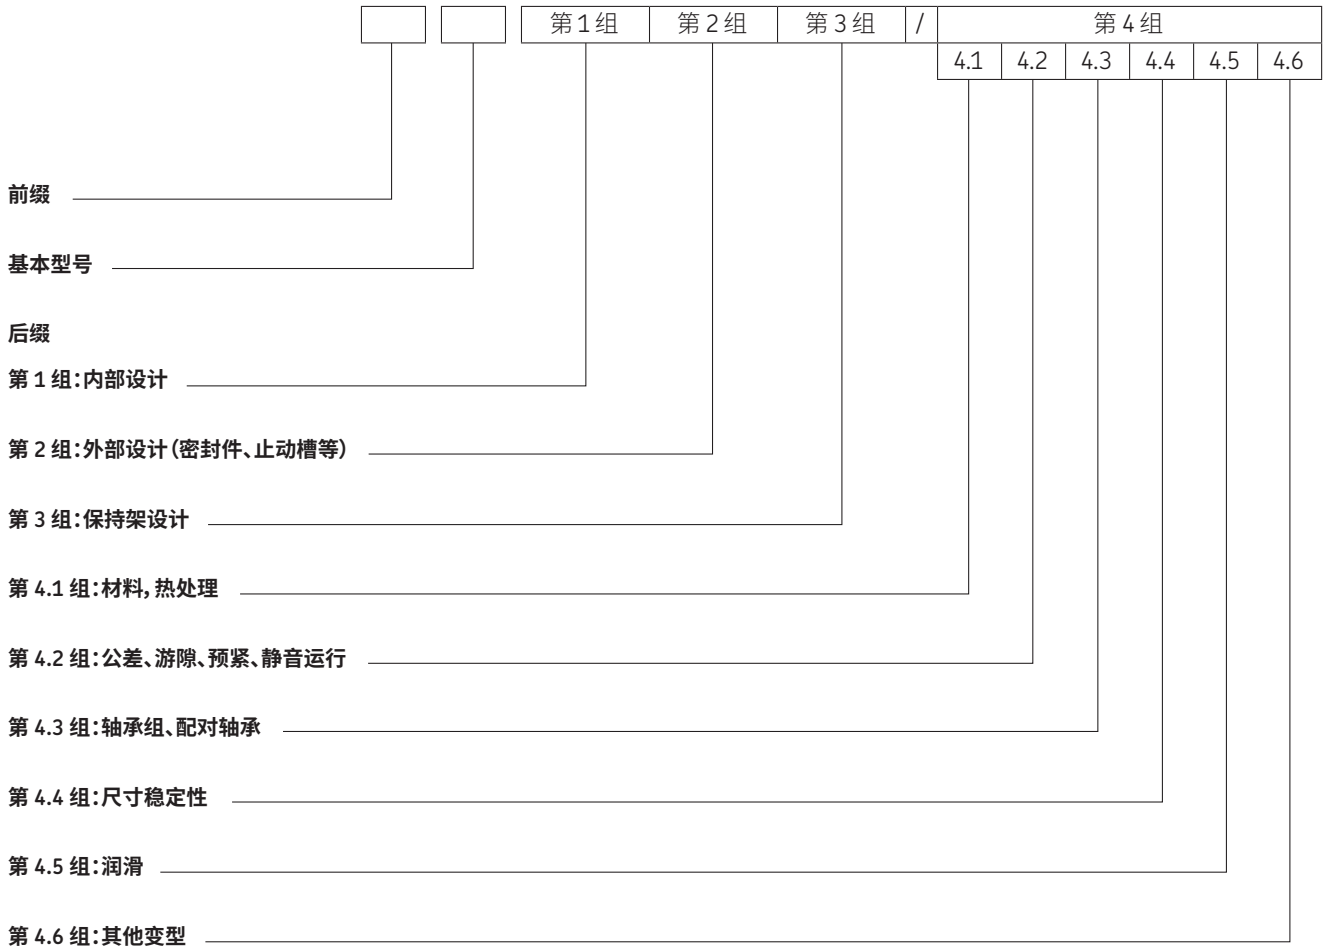 第 1 组 第 2 组 第 3 组 / 第 4 组
4.1 4.2 4.3 4.4 4.5 4.6
前缀
基本型号
后缀
第 1 组：内部设计
第 2 组：外部设计（密封件、止动槽等）
第 3 组：保持架设计
第 4.1 组：材料，热处理
第 4.2 组：公差、游隙、预紧、静音运行
第 4.3 组：轴承组、配对轴承
第 4.4 组：尺寸稳定性
第 4.5 组：润滑
第 4.6 组：其他变型